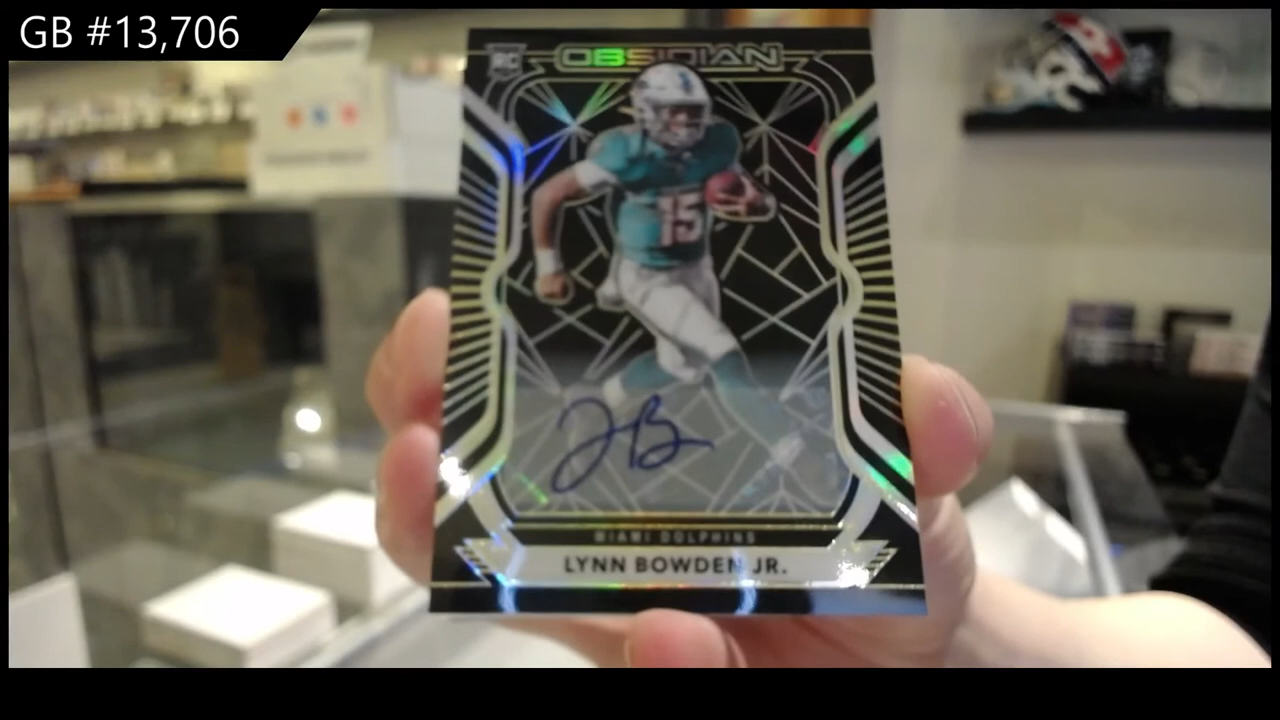 GB #13,706
RC
OBSIDIAN
15
MIAMI DOLPHINS
LYNN BOWDEN JR.